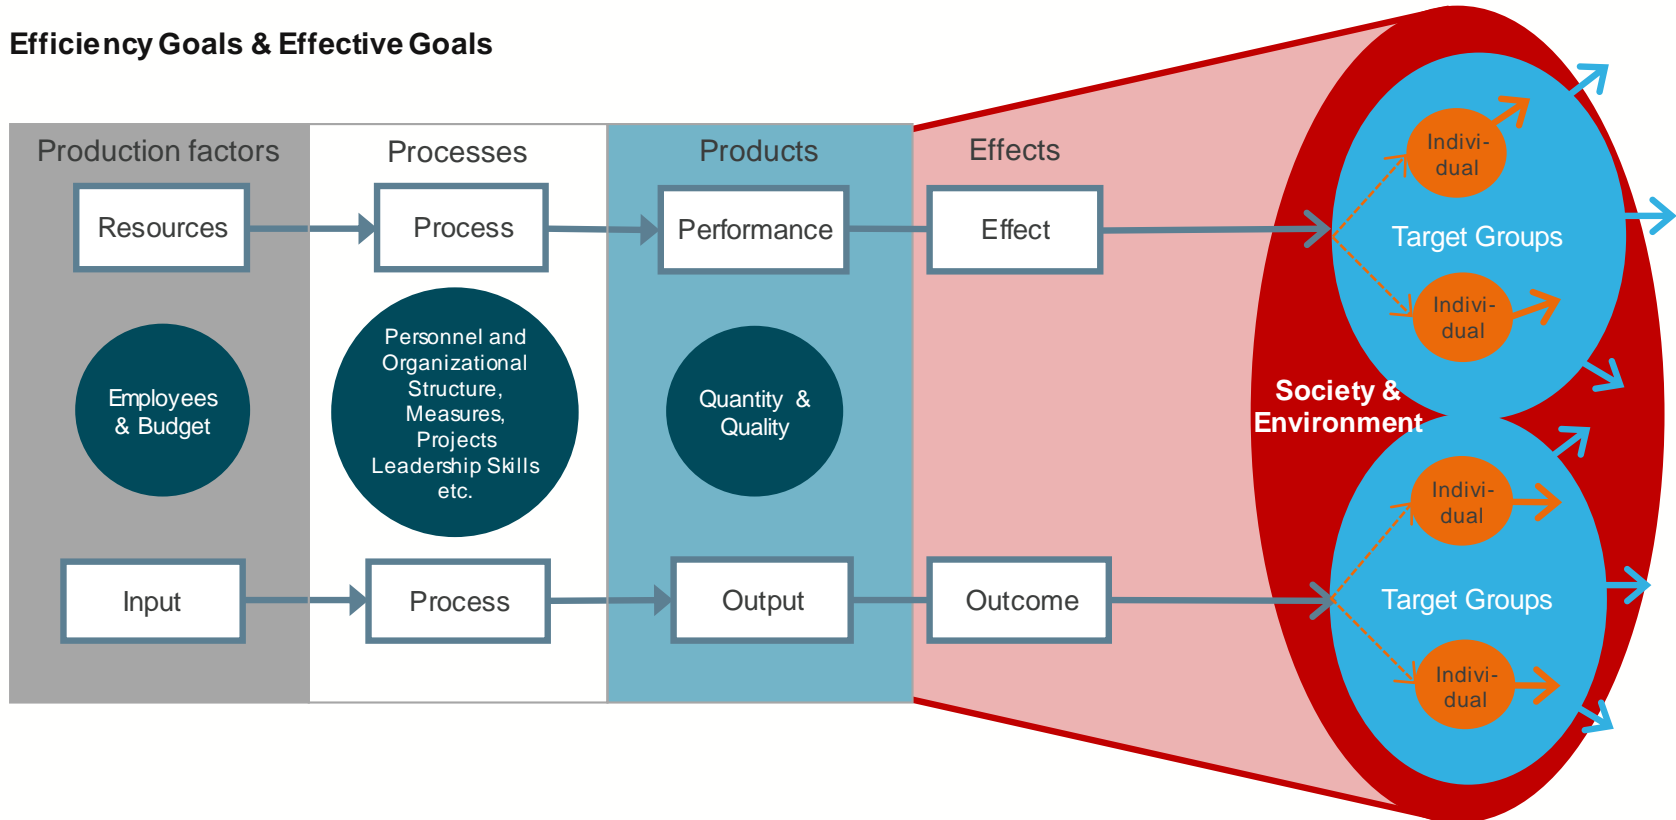 Efficiency Goals & Effective Goals
Production factors
Processes
Products
Effects
Resources
Process
Performance
Effect
Employees
& Budget
Personnel and
Organizational
Structure,
Measures,
Projects
Leadership Skills
etc.
Quantity &
Quality
Input
Process
Output
Outcome
Society &
Environment
Indivi-
dual
Target Groups
Indivi-
dual
Indivi-
dual
Target Groups
Indivi-
dual